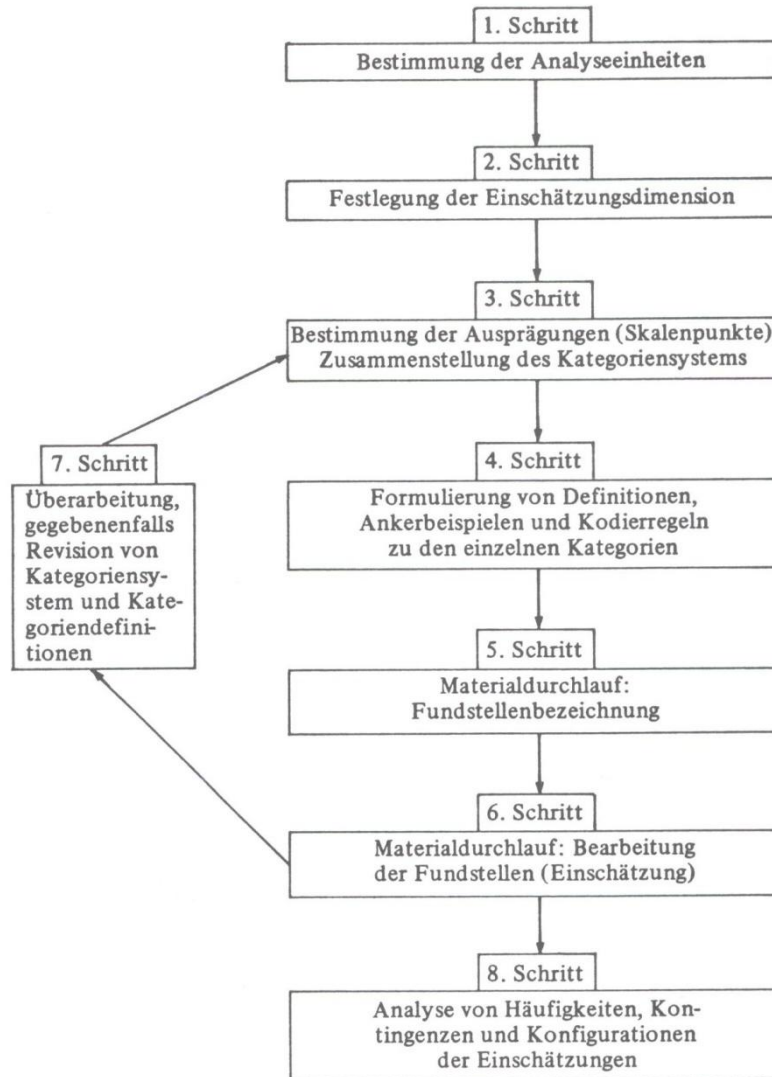 1. Schritt
Bestimmung der Analyseeinheiten
2. Schritt
Festlegung der Einschätzungsdimension
3. Schritt
Bestimmung der Ausprägungen (Skalenpunkte)
Zusammenstellung des Kategoriensystems
4. Schritt
Formulierung von Definitionen,
Ankerbeispielen und Kodierregeln
zu den einzelnen Kategorien
5. Schritt
Materialdurchlauf:
Fundstellenbezeichnung
6. Schritt
Materialdurchlauf: Bearbeitung
der Fundstellen (Einschätzung)
7. Schritt
Überarbeitung,
gegebenenfalls
Revision von
Kategoriensy-
stem und Kate-
goriendefini-
tionen
8. Schritt
Analyse von Häufigkeiten, Kon-
tingenzen und Konfigurationen
der Einschätzungen